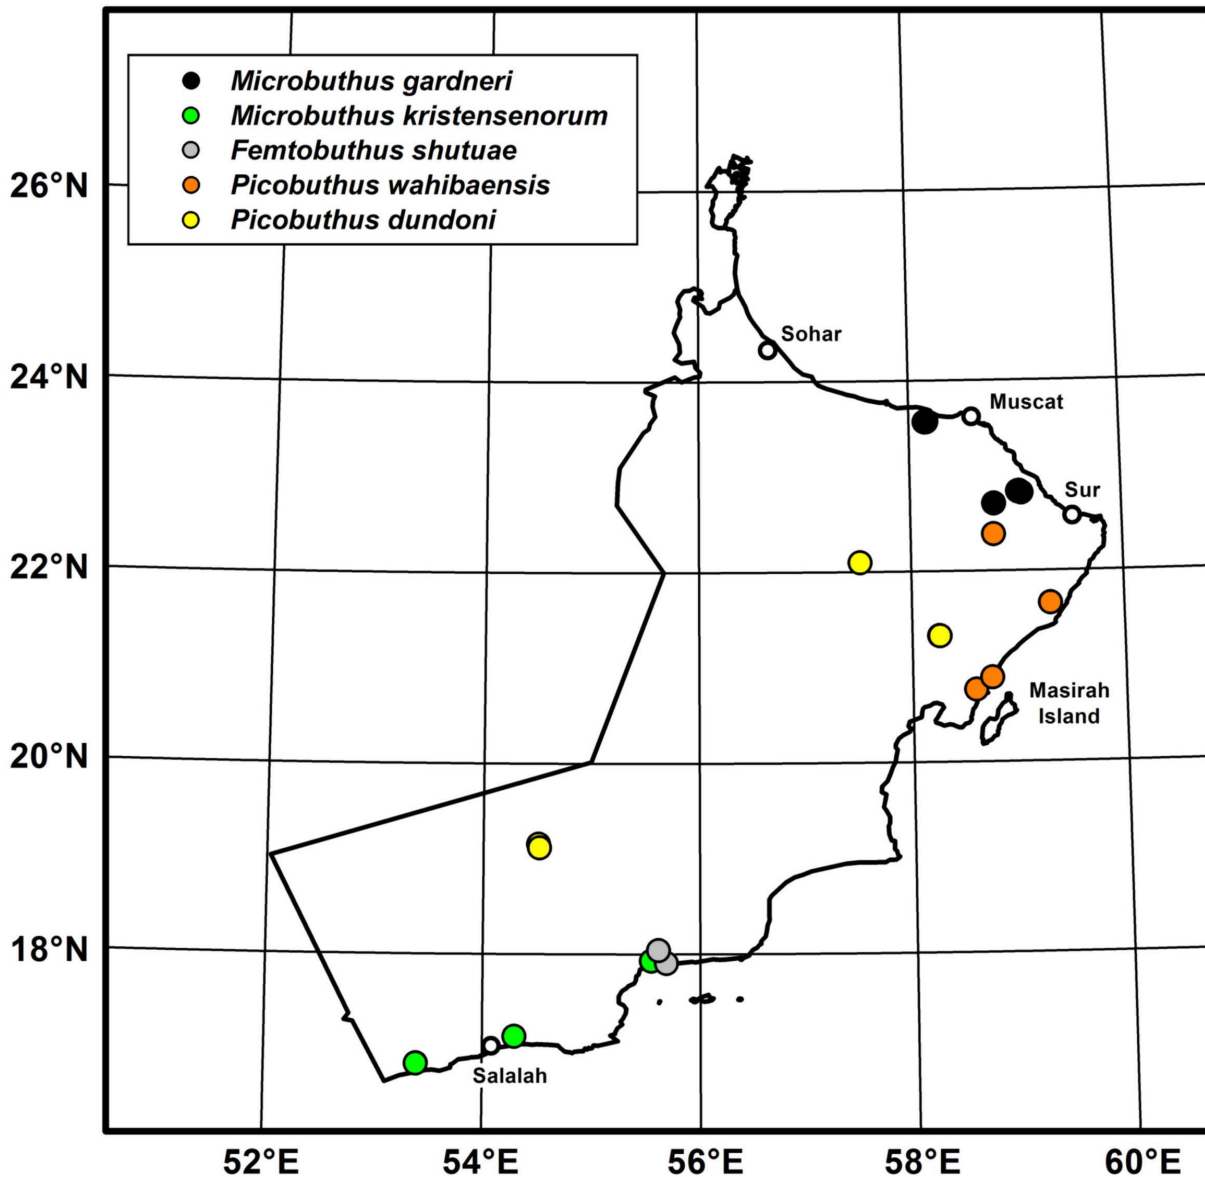 Microbuthus gardneri
Microbuthus kristensenorum
Femtobuthus shutuae
Picobuthus wahibaensis
Picobuthus dundoni
26°N
Sohar
24°N
Muscat
Sur
22°N
Masirah
Island
20°N
18°N
Salalah
52°E 54°E 56°E 58°E 60°E